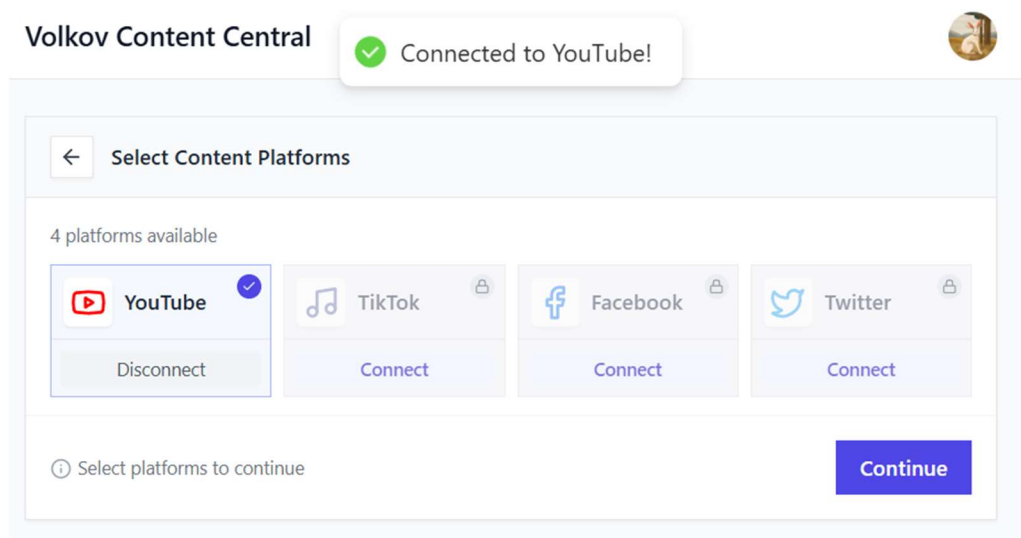 Volkov Content Central
Connected to YouTube!
Select Content Platforms
4 platforms available
YouTube
TikTok
Facebook
Twitter
Disconnect
Connect
Connect
Connect
Select platforms to continue
Continue